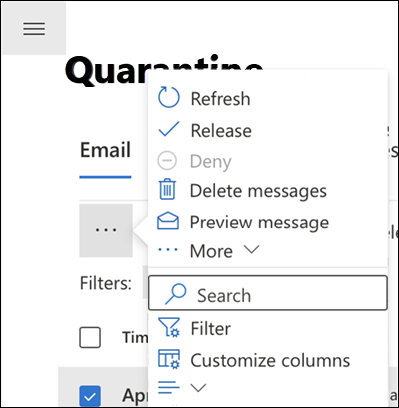 Quarantine
Refresh
Release
Email
Deny
Delete messages
Preview message
More
Filters:
Search
Filter
Customize columns